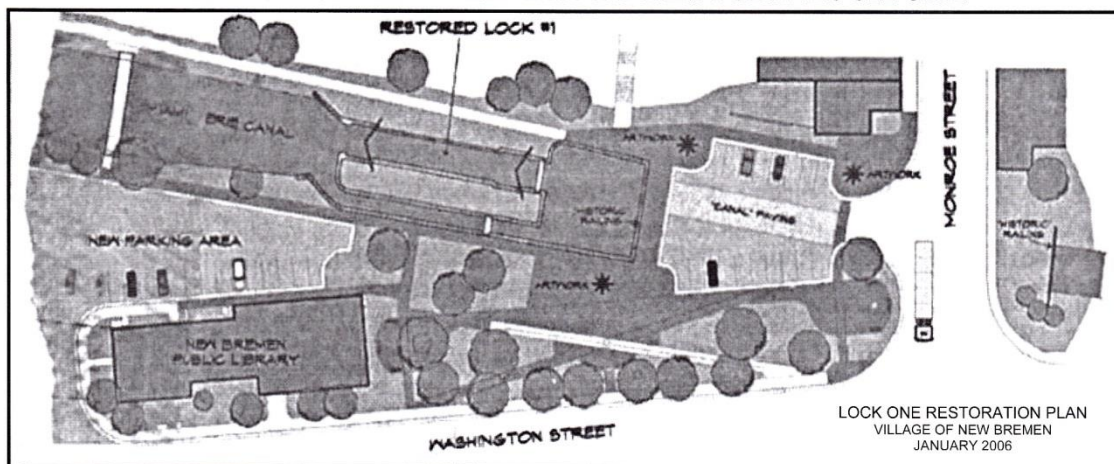 RESTORED LOCK #1
ERIE CANAL
ARTWORK
ARTWORK
MONROE STREET
HISTORIC
RAILING
"CANAL" PAVING
HISTORIC
RAILING
NEW PARKING AREA
ARTWORK
NEW BREMEN
PUBLIC LIBRARY
WASHINGTON STREET
LOCK ONE RESTORATION PLAN
VILLAGE OF NEW BREMEN
JANUARY 2006